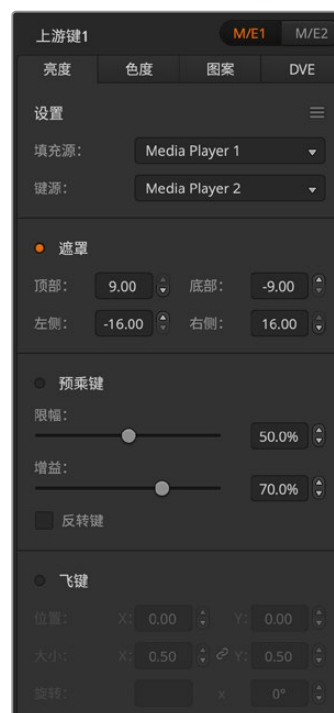 上游键1 M/E1 M/E2
亮度 色度 图案 DVE
设置
填充源： Media Player 1
键源： Media Player 2
遮罩
顶部： 9.00 底部： -9.00
左侧： -16.00 右侧： 16.00
预乘键
限幅：
50.0%
增益：
70.0%
反转键
飞键
位置： X: 0.00 Y: 0.00
大小： X: 0.50 Y: 0.50
旋转： x 0°